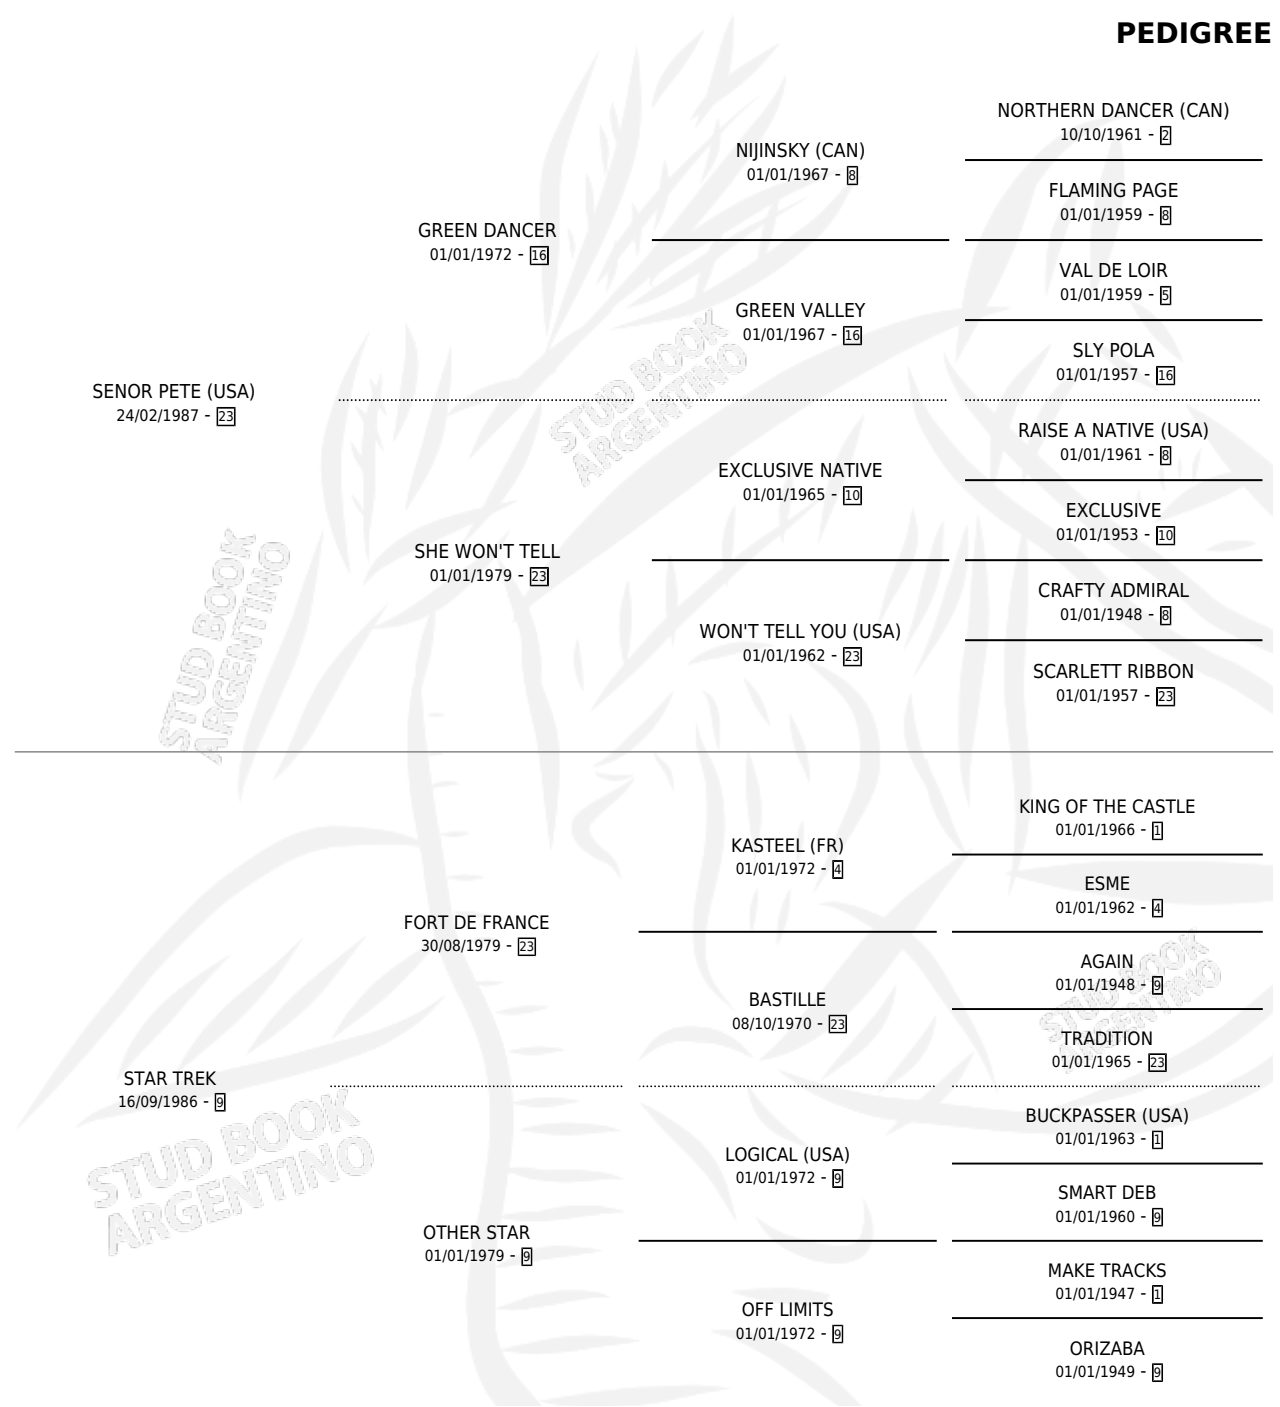 PEDIGREE
NORTHERN DANCER (CAN)
10/10/1961 - 2
NIJINSKY (CAN)
01/01/1967 - 8
FLAMING PAGE
01/01/1959 - 8
GREEN DANCER
01/01/1972 - 16
VAL DE LOIR
01/01/1959 - 5
GREEN VALLEY
01/01/1967 - 16
SLY POLA
01/01/1957 - 16
SENOR PETE (USA)
24/02/1987 - 23
RAISE A NATIVE (USA)
01/01/1961 - 8
EXCLUSIVE NATIVE
01/01/1965 - 10
EXCLUSIVE
01/01/1953 - 10
SHE WON'T TELL
01/01/1979 - 23
CRAFTY ADMIRAL
01/01/1948 - 8
WON'T TELL YOU (USA)
01/01/1962 - 23
SCARLETT RIBBON
01/01/1957 - 23
KING OF THE CASTLE
01/01/1966 - 1
KASTEEL (FR)
01/01/1972 - 4
ESME
01/01/1962 - 4
FORT DE FRANCE
30/08/1979 - 23
AGAIN
01/01/1948 - 9
BASTILLE
08/10/1970 - 23
TRADITION
01/01/1965 - 23
STAR TREK
16/09/1986 - 9
BUCKPASSER (USA)
01/01/1963 - 1
LOGICAL (USA)
01/01/1972 - 9
SMART DEB
01/01/1960 - 9
OTHER STAR
01/01/1979 - 9
MAKE TRACKS
01/01/1947 - 1
OFF LIMITS
01/01/1972 - 9
ORIZABA
01/01/1949 - 9
STUD BOOK
ARGENTINO
STUD BOOK
ARGENTINO
STUD BOOK
ARGENTINO
STUD BOOK
ARGENTINO